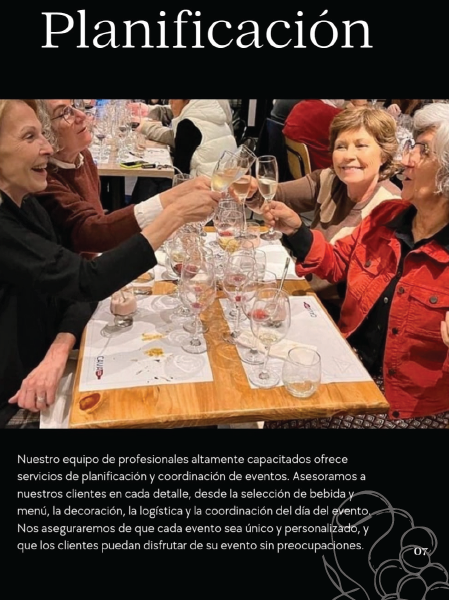 Planificación
CAVA
Nuestro equipo de profesionales altamente capacitados ofrece
servicios de planificación y coordinación de eventos. Asesoramos a
nuestros clientes en cada detalle, desde la selección de bebida y
menú, la decoración, la logística y la coordinación del día del evento.
Nos aseguraremos de que cada evento sea único y personalizado, y
que los clientes puedan disfrutar de su evento sin preocupaciones.
07